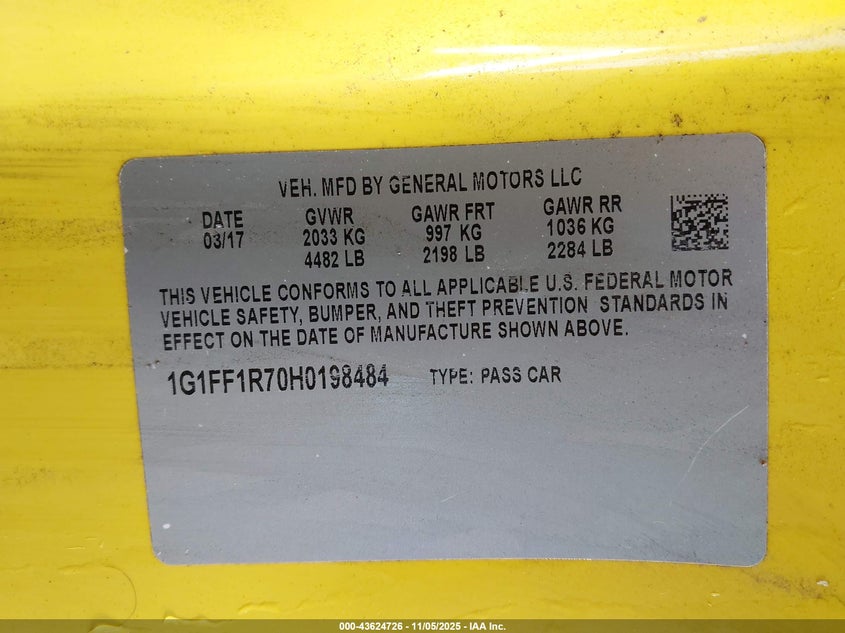 VEH. MFD BY GENERAL MOTORS LLC
DATE GVWR GAWR FRT GAWR RR
03/17 2033 KG 997 KG 1036 KG
4482 LB 2198 LB 2284 LB
THIS VEHICLE CONFORMS TO ALL APPLICABLE U.S. FEDERAL MOTOR
VEHICLE SAFETY, BUMPER, AND THEFT PREVENTION STANDARDS IN
EFFECT ON THE DATE OF MANUFACTURE SHOWN ABOVE.
1G1FF1R70H0198484 TYPE: PASS CAR
000-43624726 - 11/05/2025 - IAA Inc.